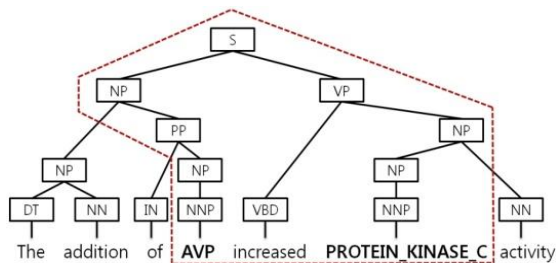 S
NP VP
PP NP
NP NP NP
DT NN IN NNP VBD NNP NN
The addition of AVP increased PROTEIN_KINASE_C activity